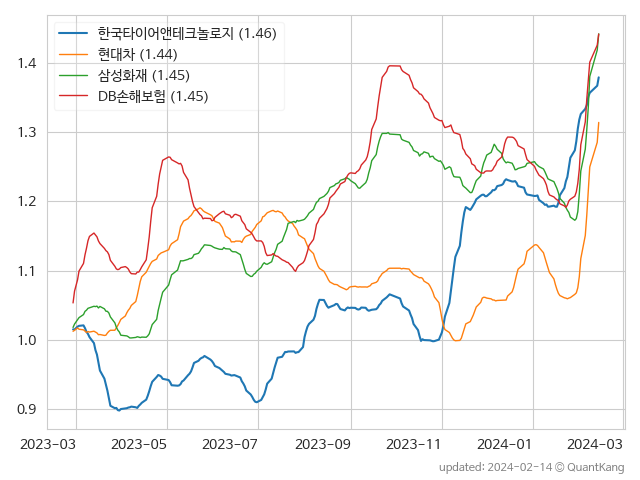 한국타이어앤테크놀로지 (1.46)
현대차 (1.44)
삼성화재 (1.45)
DB손해보험 (1.45)
1.4
1.3
1.2
1.1
1.0
0.9
2023-03 2023-05 2023-07 2023-09 2023-11 2024-01 2024-03
updated: 2024-02-14 © QuantKang